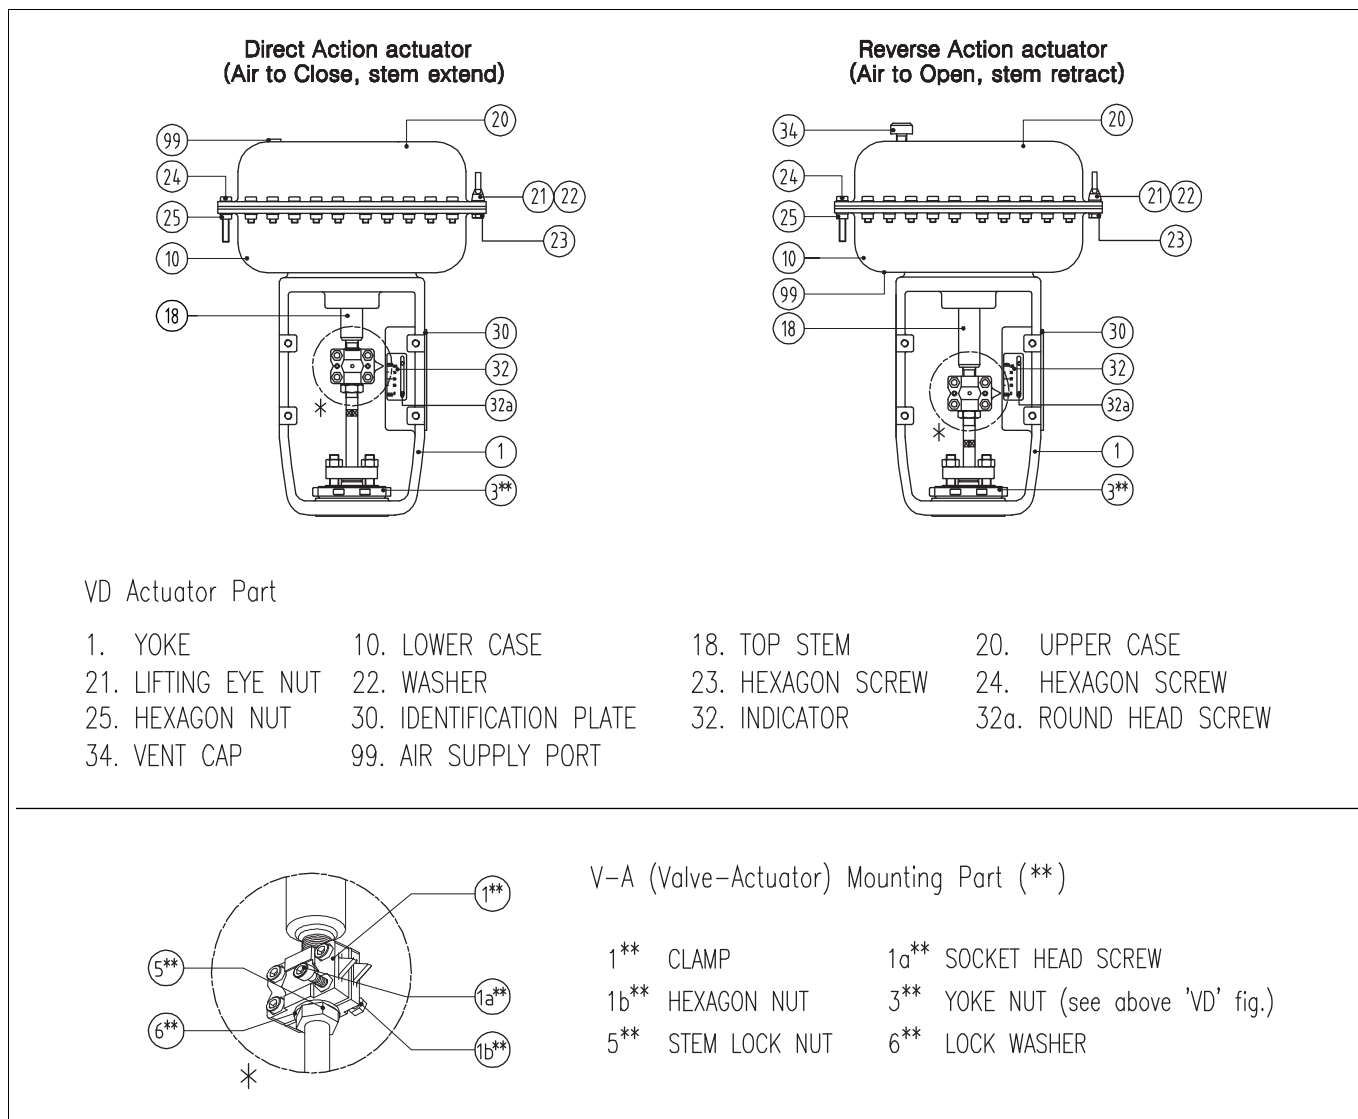 Direct Action actuator
(Air to Close, stem extend)
99
20
24
21 22
25
23
10
18
30
32
32a
1
3**
*
Reverse Action actuator
(Air to Open, stem retract)
34
20
24
21 22
25
23
10
99
18
30
32
32a
1
3**
*
VD Actuator Part
1. YOKE 10. LOWER CASE 18. TOP STEM 20. UPPER CASE
21. LIFTING EYE NUT 22. WASHER 23. HEXAGON SCREW 24. HEXAGON SCREW
25. HEXAGON NUT 30. IDENTIFICATION PLATE 32. INDICATOR 32a. ROUND HEAD SCREW
34. VENT CAP 99. AIR SUPPLY PORT
1**
5**
1a**
6**
1b**
*
V-A (Valve-Actuator) Mounting Part (**)
1** CLAMP 1a** SOCKET HEAD SCREW
1b** HEXAGON NUT 3** YOKE NUT (see above 'VD' fig.)
5** STEM LOCK NUT 6** LOCK WASHER